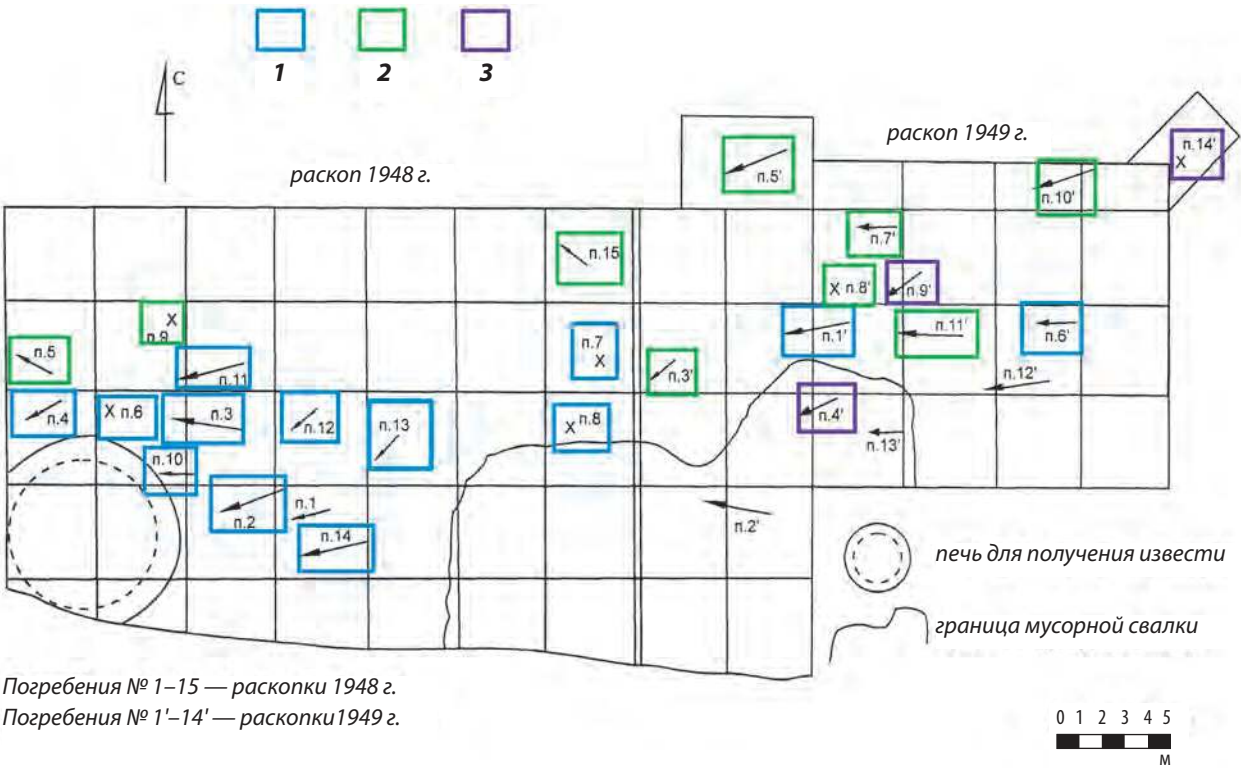 1 2 3
С
раскоп 1948 г.
раскоп 1949 г.
п.14'
X
п.5'
п.10'
п.7'
п.15
X п.8'
п.9'
X
п.9
п.5
п.7
X
п.1'
п.11'
п.6'
п.11
п.3'
п.12'
п.4
X п.6
п.3
п.12
п.13
X п.8
п.4'
п.13'
п.10
п.2
п.1
п.14
п.2'
печь для получения извести
граница мусорной свалки
Погребения № 1–15 — раскопки 1948 г.
Погребения № 1'–14' — раскопки1949 г.
0 1 2 3 4 5
м